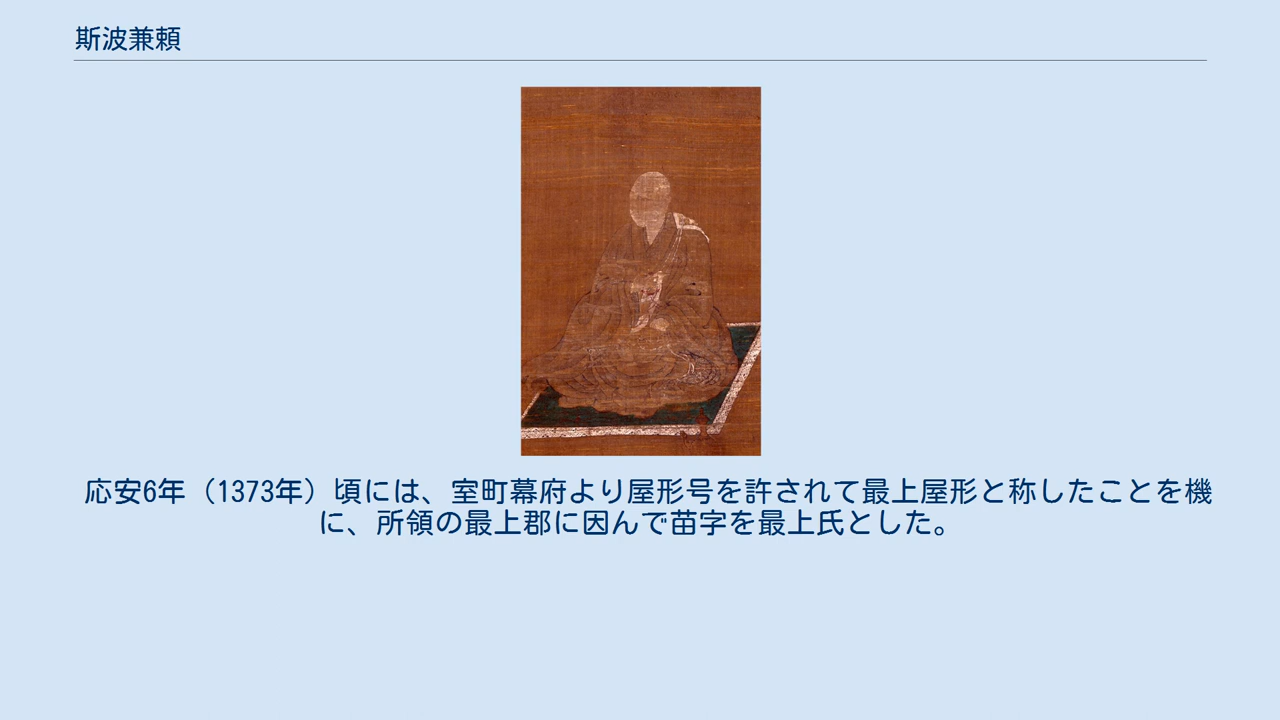 斯波兼頼
応安6年（1373年）頃には、室町幕府より屋形号を許されて最上屋形と称したことを機
に、所領の最上郡に因んで苗字を最上氏とした。